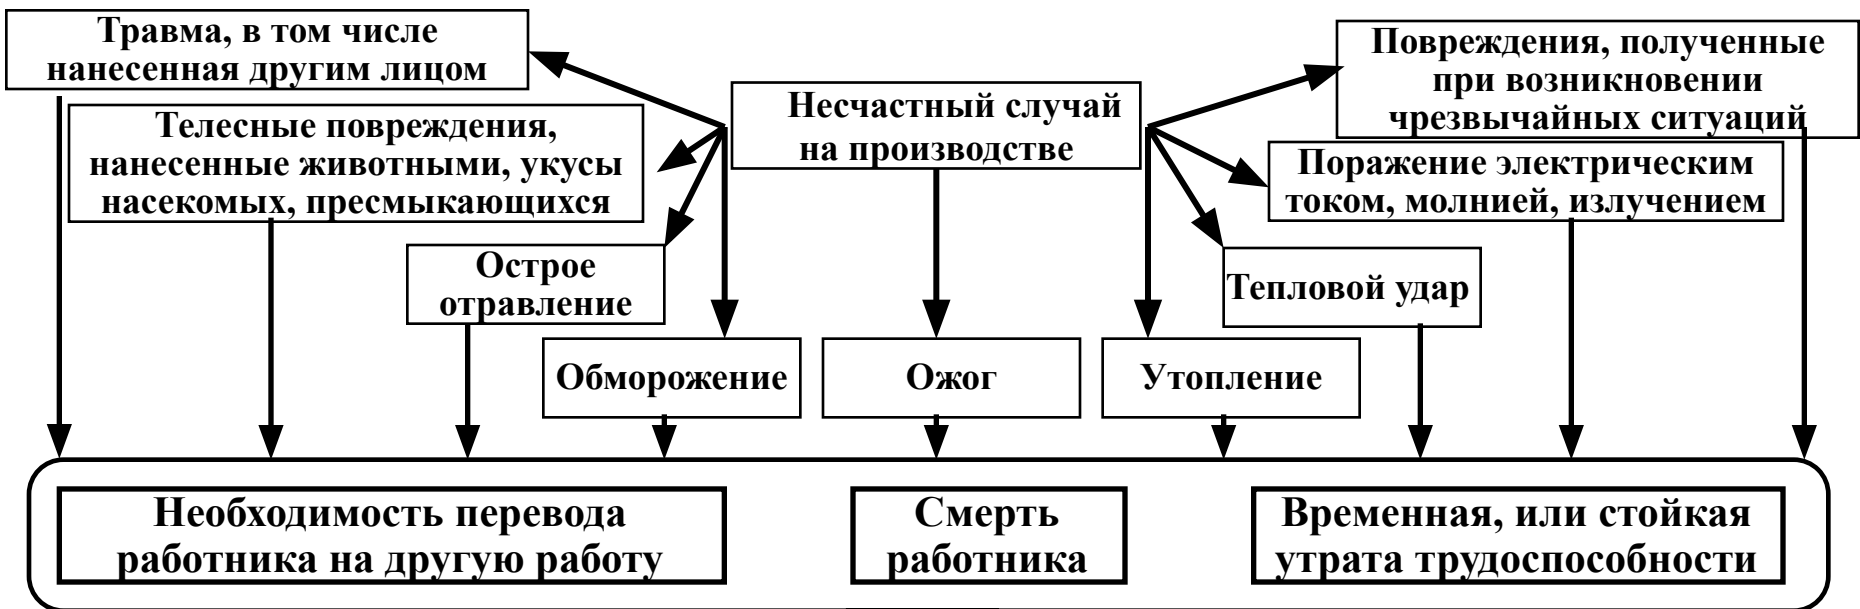 Травма, в том числе
нанесенная другим лицом
Телесные повреждения,
нанесенные животными, укусы
насекомых, пресмыкающихся
Острое
отравление
Обморожение
Несчастный случай
на производстве
Ожог
Утопление
Тепловой удар
Поражение электрическим
током, молнией, излучением
Повреждения, полученные
при возникновении
чрезвычайных ситуаций
Необходимость перевода
работника на другую работу
Смерть
работника
Временная, или стойкая
утрата трудоспособности